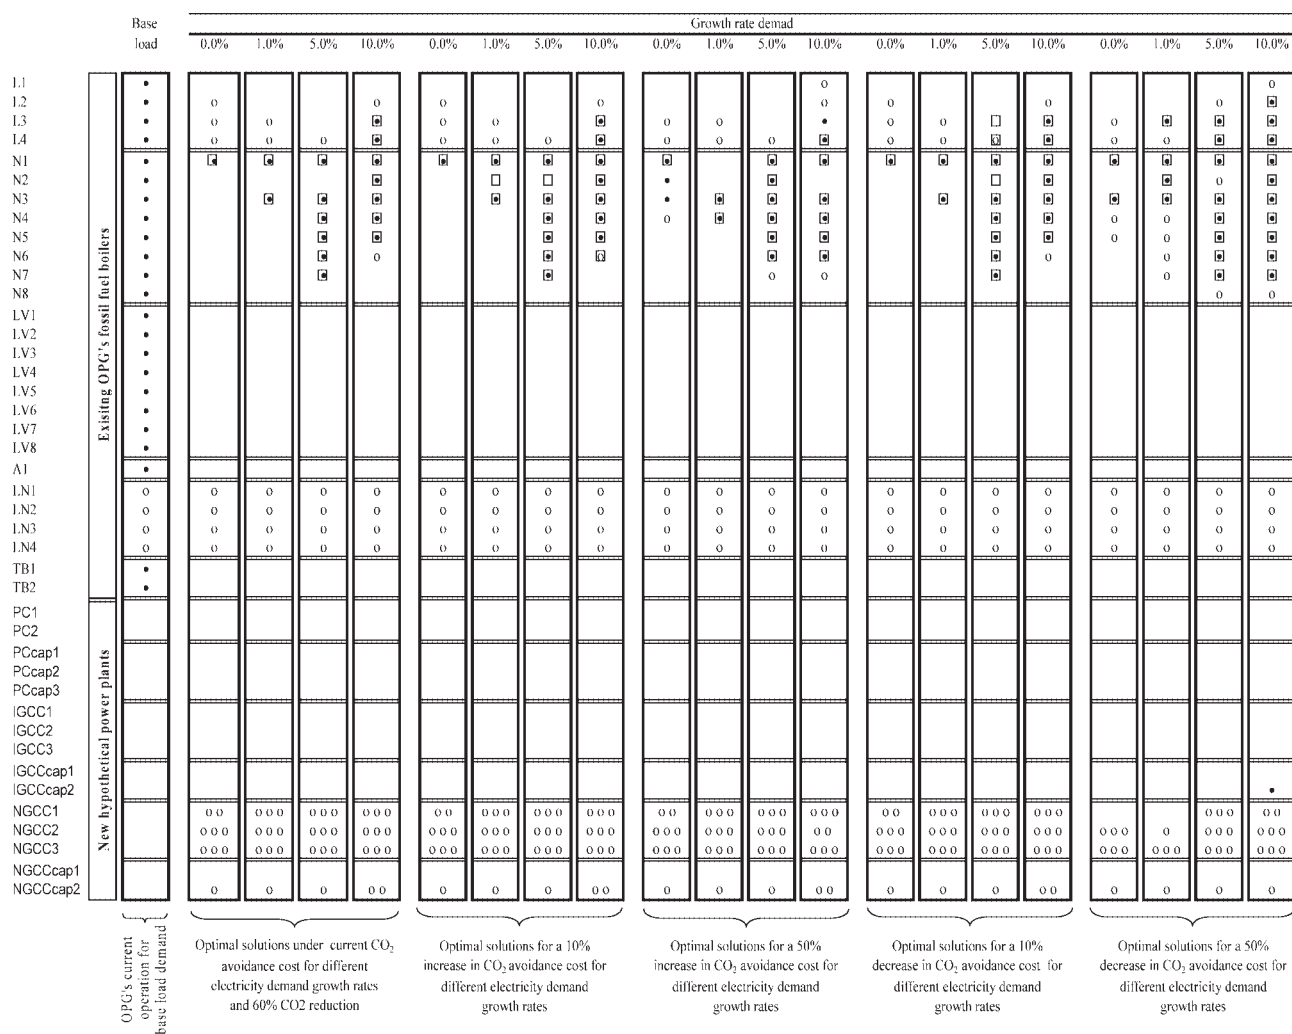 Base
load
Growth rate demad
0.0% 1.0% 5.0% 10.0% 0.0% 1.0% 5.0% 10.0% 0.0% 1.0% 5.0% 10.0% 0.0% 1.0% 5.0% 10.0% 0.0% 1.0% 5.0% 10.0%
L1
L2
L3
L4
N1
N2
N3
N4
N5
N6
N7
N8
LV1
LV2
LV3
LV4
LV5
LV6
LV7
LV8
A1
LN1
LN2
LN3
LN4
TB1
TB2
PC1
PC2
PCcap1
PCcap2
PCcap3
IGCC1
IGCC2
IGCC3
IGCCcap1
IGCCcap2
NGCC1
NGCC2
NGCC3
NGCCcap1
NGCCcap2
Exisitng OPG's fossil fuel boilers
New hypothetical power plants
OPG's current
operation for
base load demand
Optimal solutions under current CO2
avoidance cost for different
electricity demand growth rates
and 60% CO2 reduction
Optimal solutions for a 10%
increase in CO2 avoidance cost for
different electricity demand
growth rates
Optimal solutions for a 50%
increase in CO2 avoidance cost for
different electricity demand
growth rates
Optimal solutions for a 10%
decrease in CO2 avoidance cost for
different electricity demand
growth rates
Optimal solutions for a 50%
decrease in CO2 avoidance cost for
different electricity demand
growth rates